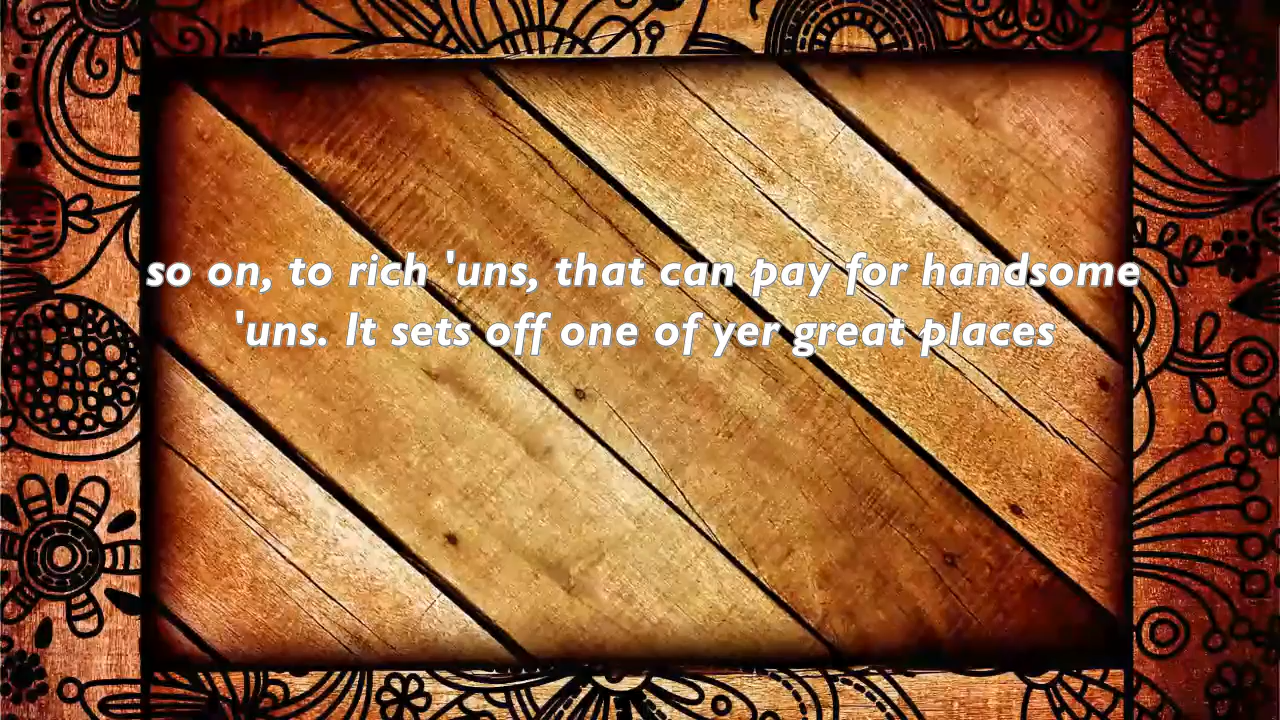 so on, to rich 'uns, that can pay for handsome
'uns. It sets off one of yer great places